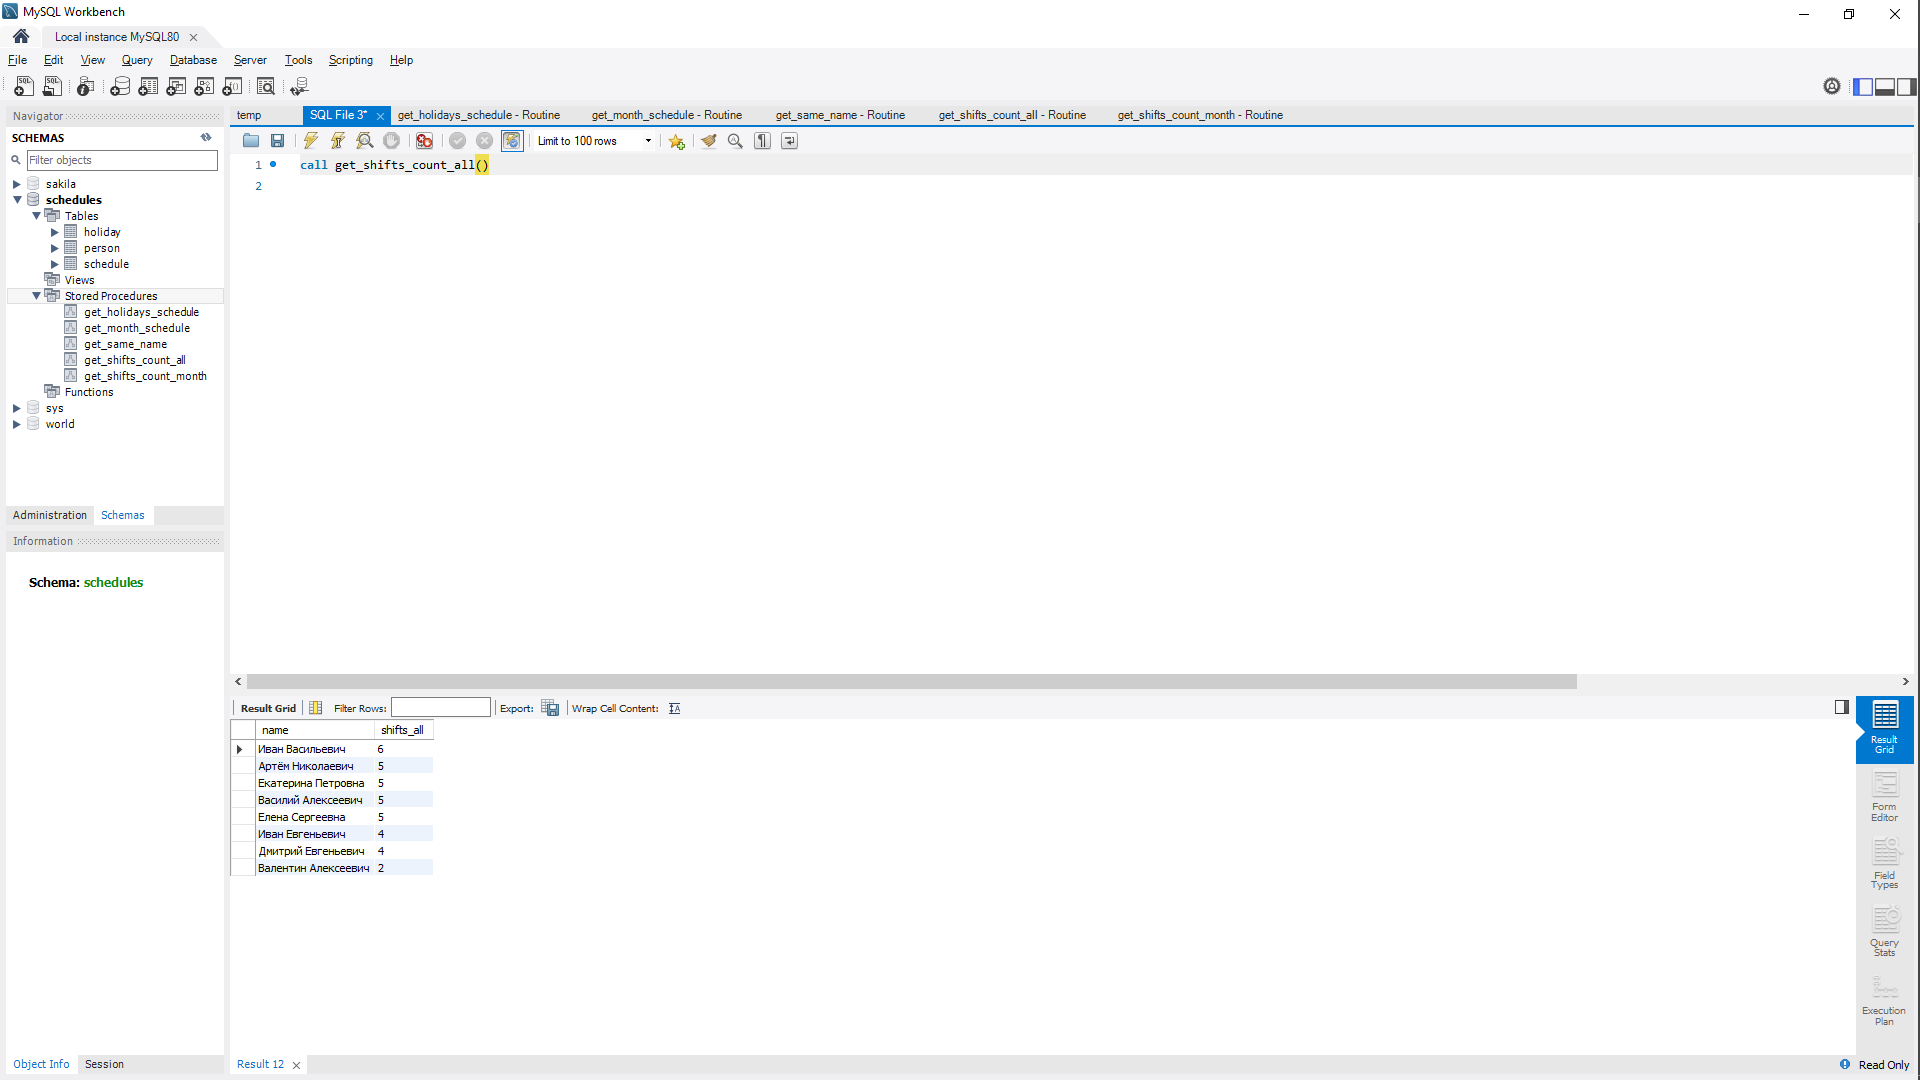 MySQL Workbench
Local instance MySQL80
File Edit View Query Database Server Tools Scripting Help
Navigator
SCHEMAS
Filter objects
sakila
schedules
Tables
holiday
person
schedule
Views
Stored Procedures
get_holidays_schedule
get_month_schedule
get_same_name
get_shifts_count_all
get_shifts_count_month
Functions
sys
world
Administration Schemas
Information
Schema: schedules
Object Info Session
temp SQL File 3* get_holidays_schedule - Routine get_month_schedule - Routine get_same_name - Routine get_shifts_count_all - Routine get_shifts_count_month - Routine
Limit to 100 rows
1 call get_shifts_count_all()
2
Result Grid Filter Rows: Export: Wrap Cell Content:
name shifts_all
Иван Васильевич 6
Артём Николаевич 5
Екатерина Петровна 5
Василий Алексеевич 5
Елена Сергеевна 5
Иван Евгеньевич 4
Дмитрий Евгеньевич 4
Валентин Алексеевич 2
Result
Grid
Form
Editor
Field
Types
Query
Stats
Execution
Plan
Result 12
Read Only